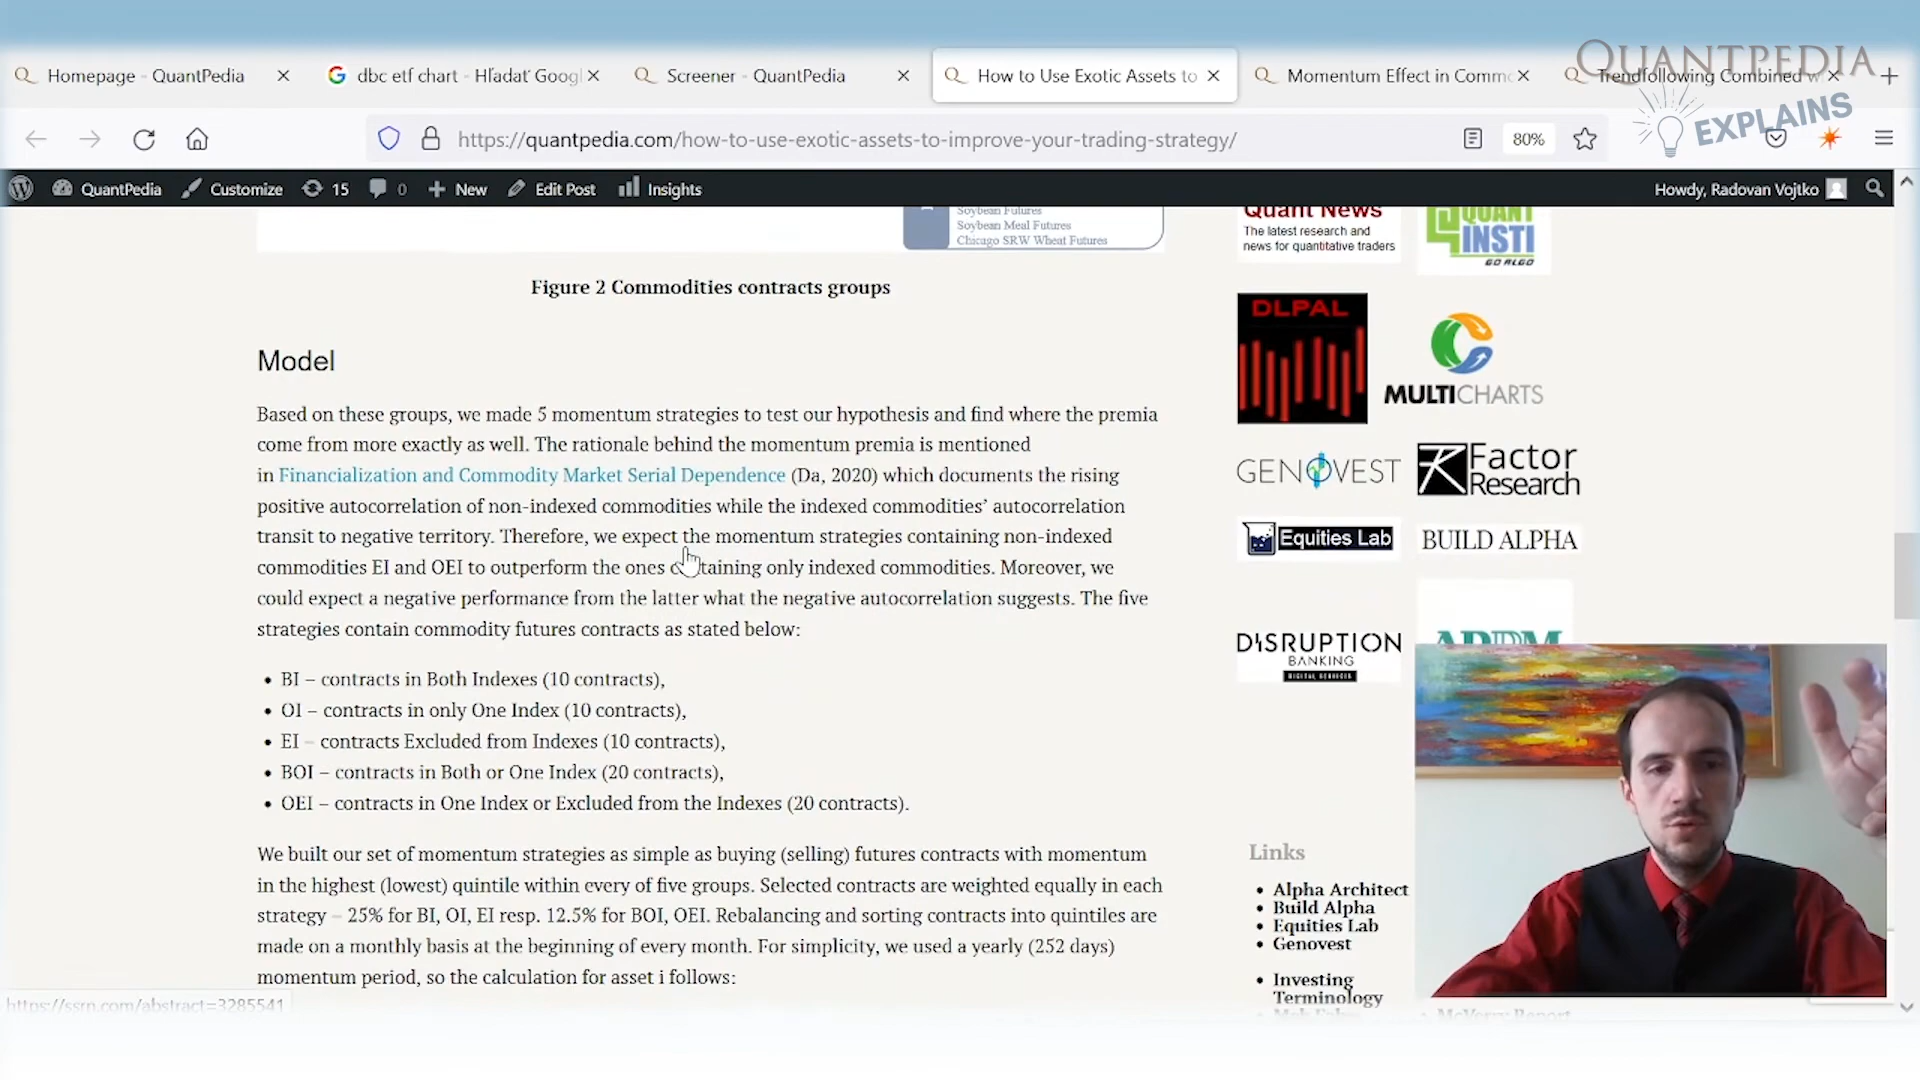 QUANTPEDIA
EXPLAINS
Homepage - QuantPedia
dbc etf chart - Hľadať Googl
Screener - QuantPedia
How to Use Exotic Assets to
Momentum Effect in Commo
Trendfollowing Combined w
https://quantpedia.com/how-to-use-exotic-assets-to-improve-your-trading-strategy/
80%
QuantPedia
Customize
15
0
New
Edit Post
Insights
Howdy, Radovan Vojtko
Soybean Futures
Soybean Meal Futures
Chicago SRW Wheat Futures
Figure 2 Commodities contracts groups
Model
Based on these groups, we made 5 momentum strategies to test our hypothesis and find where the premia
come from more exactly as well. The rationale behind the momentum premia is mentioned
in Financialization and Commodity Market Serial Dependence (Da, 2020) which documents the rising
positive autocorrelation of non-indexed commodities while the indexed commodities' autocorrelation
transit to negative territory. Therefore, we expect the momentum strategies containing non-indexed
commodities EI and OEI to outperform the ones containing only indexed commodities. Moreover, we
could expect a negative performance from the latter what the negative autocorrelation suggests. The five
strategies contain commodity futures contracts as stated below:
• BI – contracts in Both Indexes (10 contracts),
• OI – contracts in only One Index (10 contracts),
• EI – contracts Excluded from Indexes (10 contracts),
• BOI – contracts in Both or One Index (20 contracts),
• OEI – contracts in One Index or Excluded from the Indexes (20 contracts).
We built our set of momentum strategies as simple as buying (selling) futures contracts with momentum
in the highest (lowest) quintile within every of five groups. Selected contracts are weighted equally in each
strategy – 25% for BI, OI, EI resp. 12.5% for BOI, OEI. Rebalancing and sorting contracts into quintiles are
made on a monthly basis at the beginning of every month. For simplicity, we used a yearly (252 days)
momentum period, so the calculation for asset i follows:
https://ssrn.com/abstract=3285541
Quant News
The latest research and
news for quantitative traders
QUANT
INSTI
GO ALGO
DLPAL
MULTICHARTS
GENOVEST
Factor
Research
Equities Lab
BUILD ALPHA
DISRUPTION
BANKING
DIGITAL SERVICES
Links
• Alpha Architect
• Build Alpha
• Equities Lab
• Genovest
• Investing
Terminology